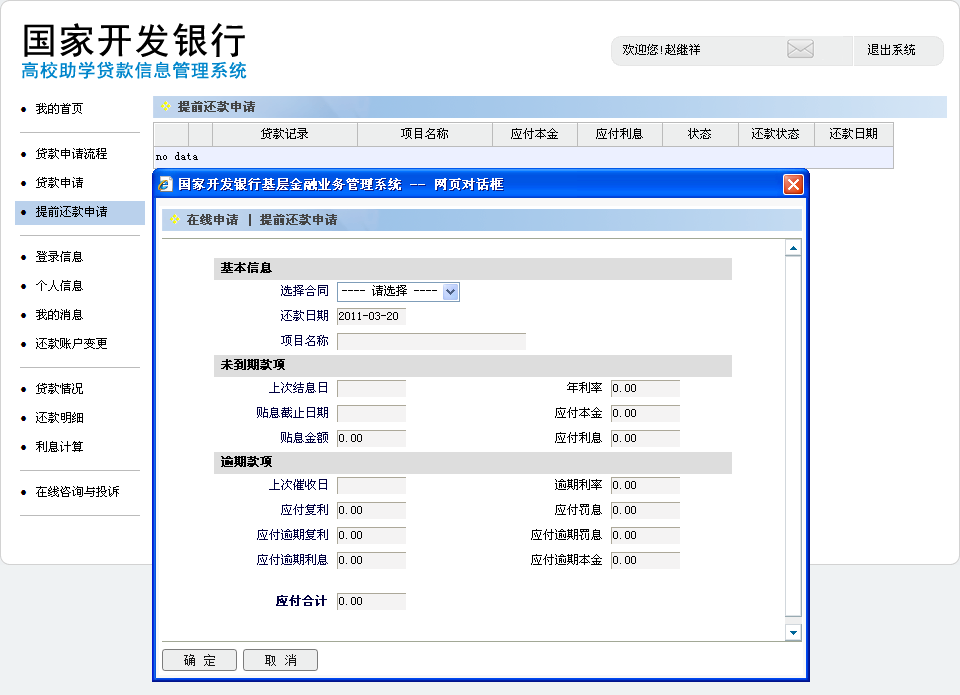 国家开发银行
高校助学贷款信息管理系统
欢迎您!赵继祥
退出系统
我的首页
贷款申请流程
贷款申请
提前还款申请
登录信息
个人信息
我的消息
还款账户变更
贷款情况
还款明细
利息计算
在线咨询与投诉
提前还款申请
贷款记录 项目名称 应付本金 应付利息 状态 还款状态 还款日期
no data
国家开发银行基层金融业务管理系统 -- 网页对话框
在线申请 | 提前还款申请
基本信息
选择合同 ---- 请选择 ----
还款日期 2011-03-20
项目名称
未到期款项
上次结息日 年利率 0.00
贴息截止日期 应付本金 0.00
贴息金额 0.00 应付利息 0.00
逾期款项
上次催收日 逾期利率 0.00
应付复利 0.00 应付罚息 0.00
应付逾期复利 0.00 应付逾期罚息 0.00
应付逾期利息 0.00 应付逾期本金 0.00
应付合计 0.00
确 定 取 消